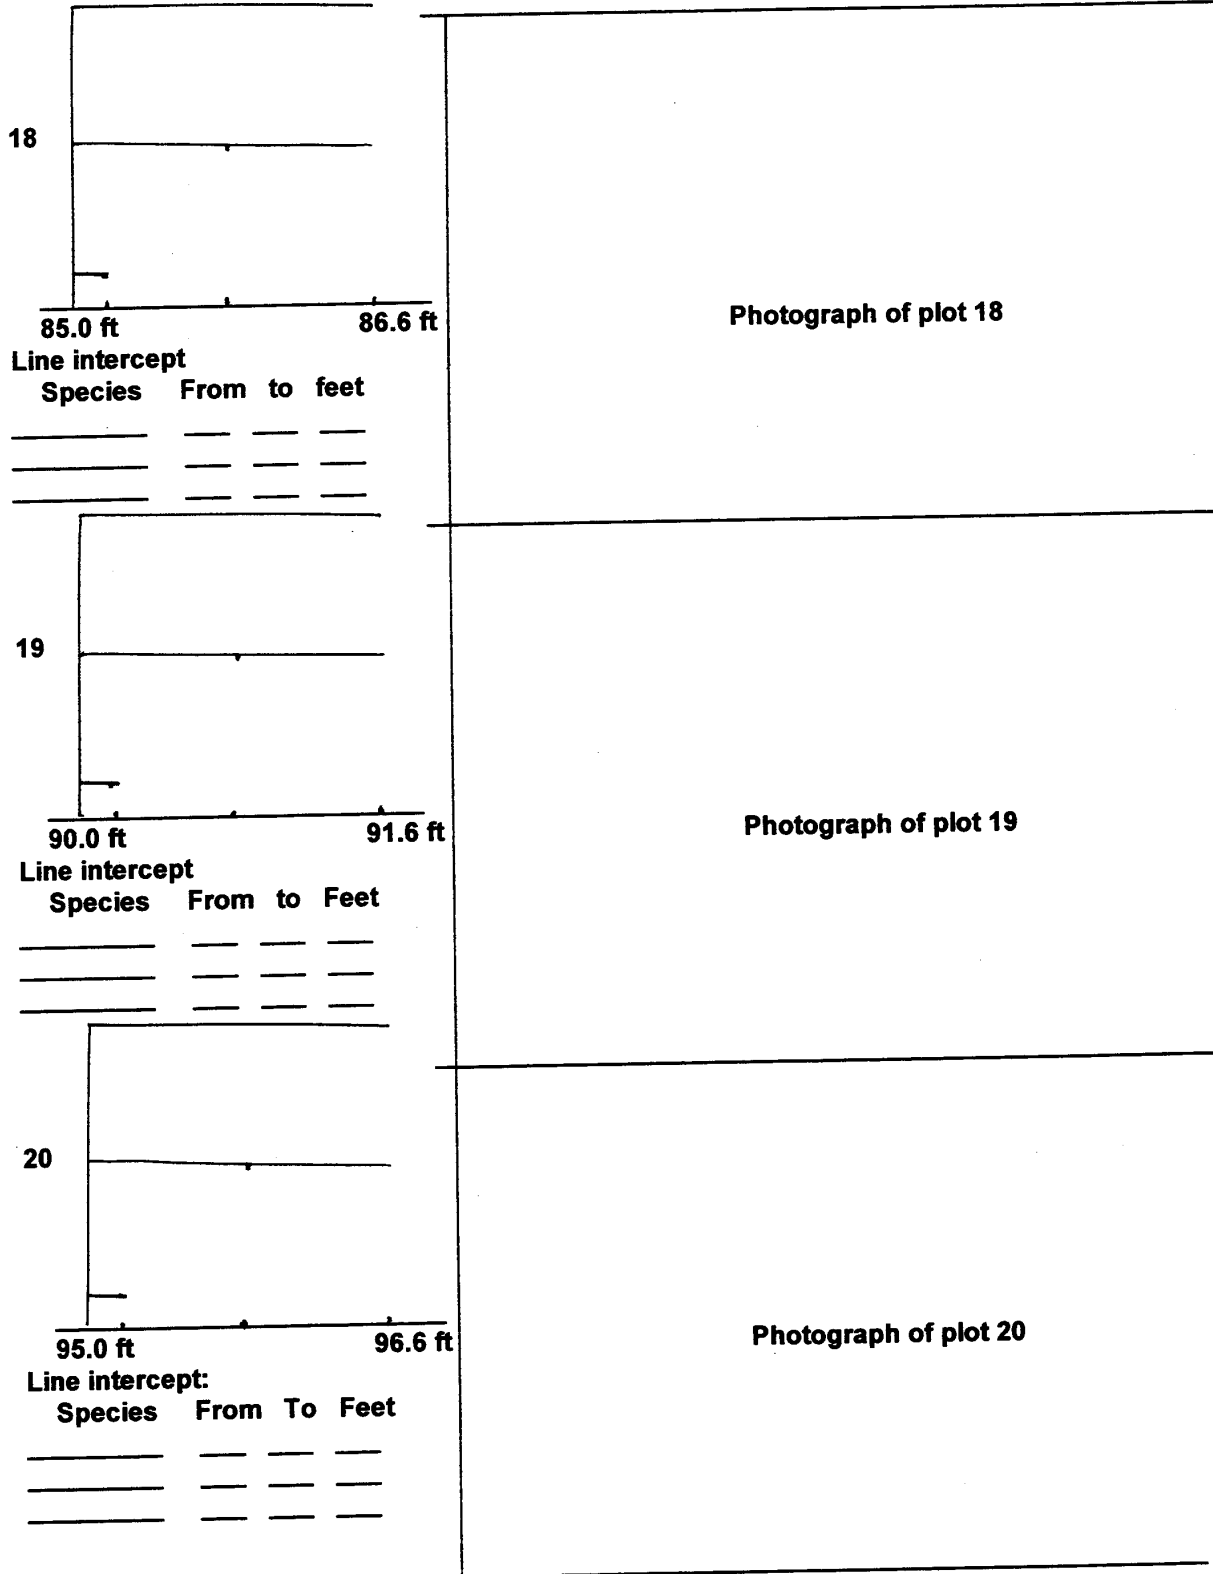 18
85.0 ft 86.6 ft
Line intercept
Species From to feet
Photograph of plot 18
19
90.0 ft 91.6 ft
Line intercept
Species From to Feet
Photograph of plot 19
20
95.0 ft 96.6 ft
Line intercept:
Species From To Feet
Photograph of plot 20